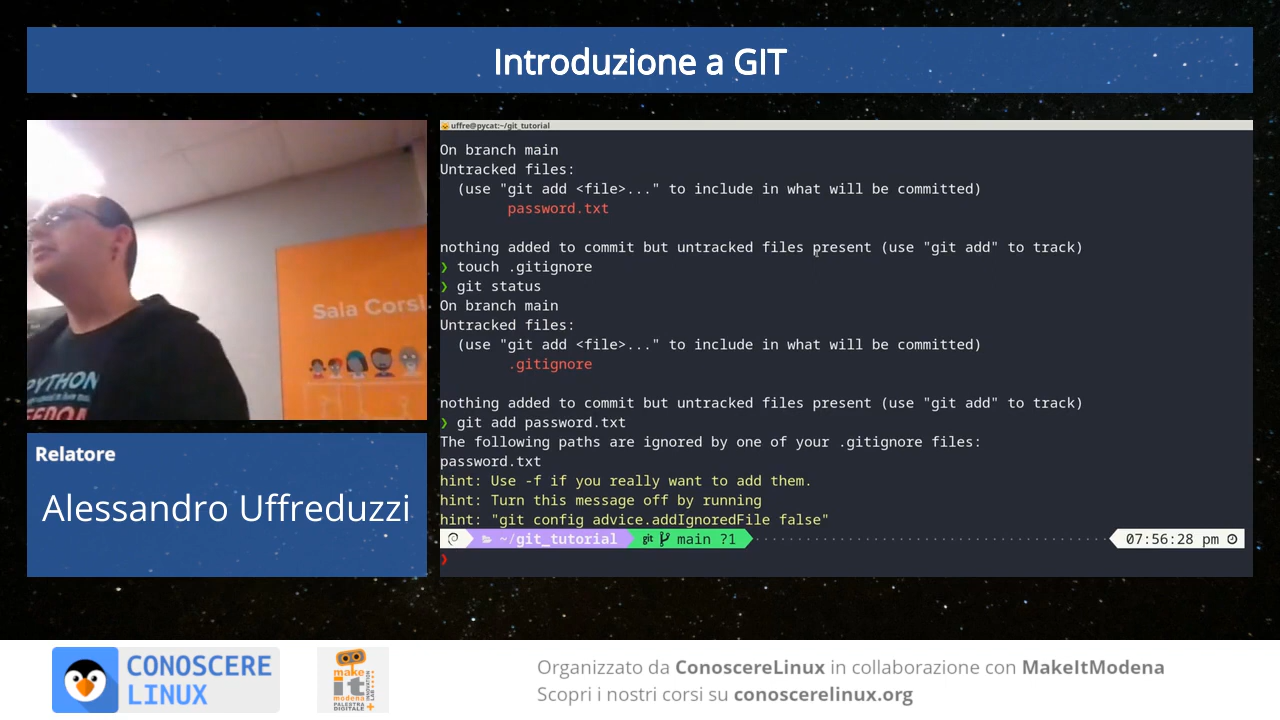 Introduzione a GIT
Sala Corsi
PYTHON
Relatore
Alessandro Uffreduzzi
uffre@pycat:~/git_tutorial
On branch main
Untracked files:
(use "git add <file>..." to include in what will be committed)
password.txt
nothing added to commit but untracked files present (use "git add" to track)
❯ touch .gitignore
❯ git status
On branch main
Untracked files:
(use "git add <file>..." to include in what will be committed)
.gitignore
nothing added to commit but untracked files present (use "git add" to track)
❯ git add password.txt
The following paths are ignored by one of your .gitignore files:
password.txt
hint: Use -f if you really want to add them.
hint: Turn this message off by running
hint: "git config advice.addIgnoredFile false"
~/git_tutorial git main ?1 07:56:28 pm
❯
CONOSCERE
LINUX
make
it
modena
PALESTRA
DIGITALE
INNOVATION
LAB
Organizzato da ConoscereLinux in collaborazione con MakeItModena
Scopri i nostri corsi su conoscerelinux.org